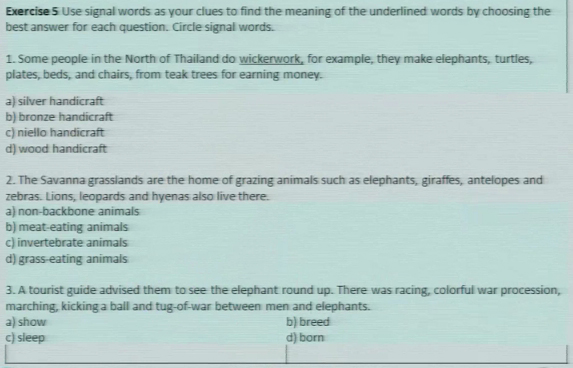 Exercise 5 Use signal words as your clues to find the meaning of the underlined words by choosing the
best answer for each question. Circle signal words.
1. Some people in the North of Thailand do wickerwork, for example, they make elephants, turtles,
plates, beds, and chairs, from teak trees for earning money.
a) silver handicraft
b) bronze handicraft
c) niello handicraft
d) wood handicraft
2. The Savanna grasslands are the home of grazing animals such as elephants, giraffes, antelopes and
zebras. Lions, leopards and hyenas also live there.
a) non-backbone animals
b) meat-eating animals
c) invertebrate animals
d) grass-eating animals
3. A tourist guide advised them to see the elephant round up. There was racing, colorful war procession,
marching, kicking a ball and tug-of-war between men and elephants.
a) show b) breed
c) sleep d) born